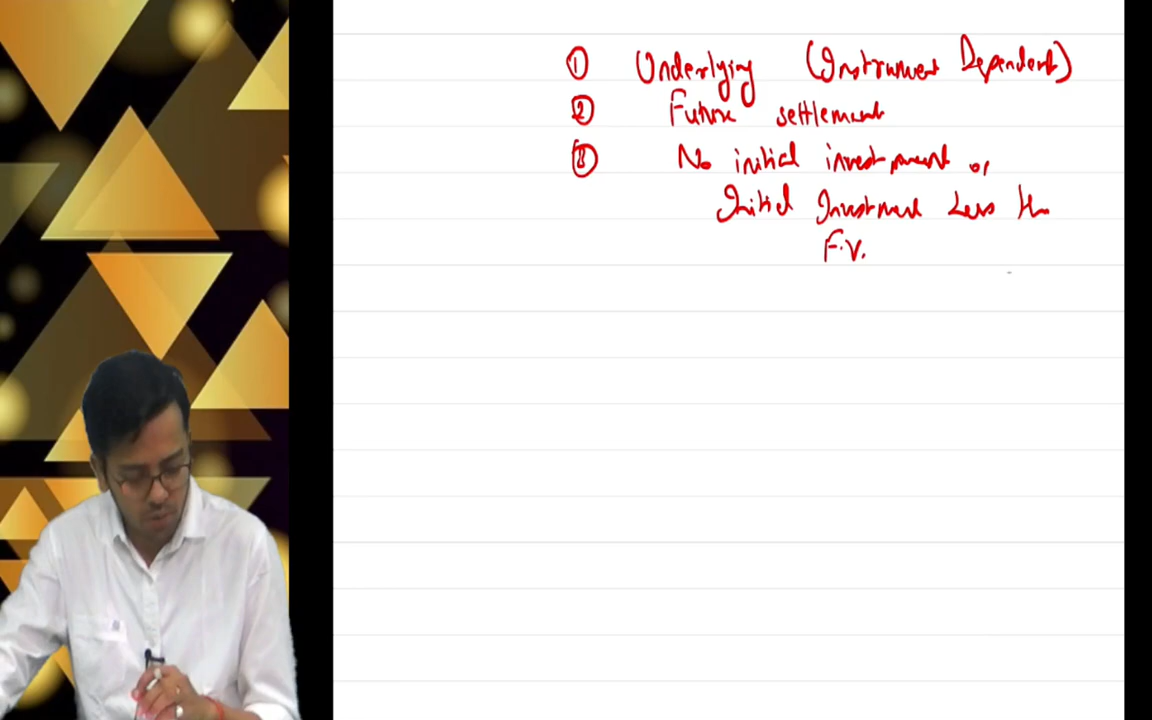 ① Underlying (Instrument Dependent)
② Future settlement
③ No initial investment or
Initial Investment Less than
F.V.